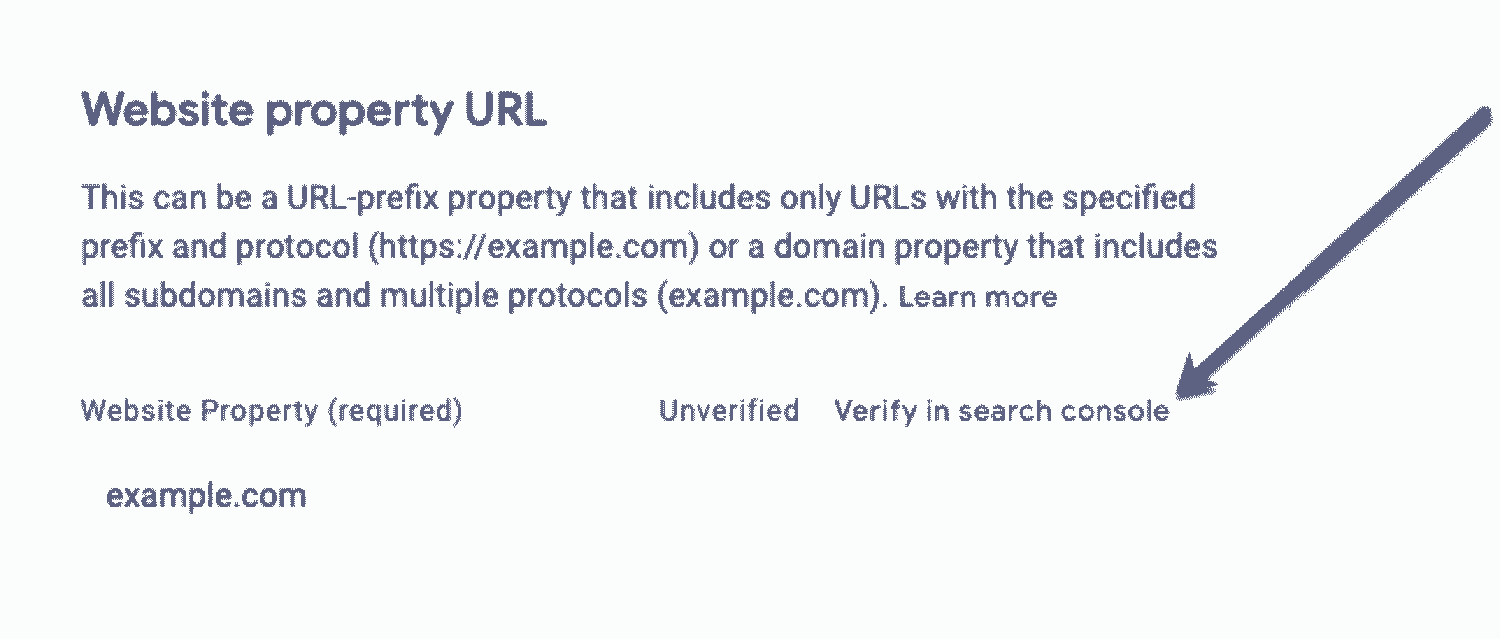 Website property URL
This can be a URL-prefix property that includes only URLs with the specified
prefix and protocol (https://example.com) or a domain property that includes
all subdomains and multiple protocols (example.com). Learn more
Website Property (required) Unverified Verify in search console
example.com